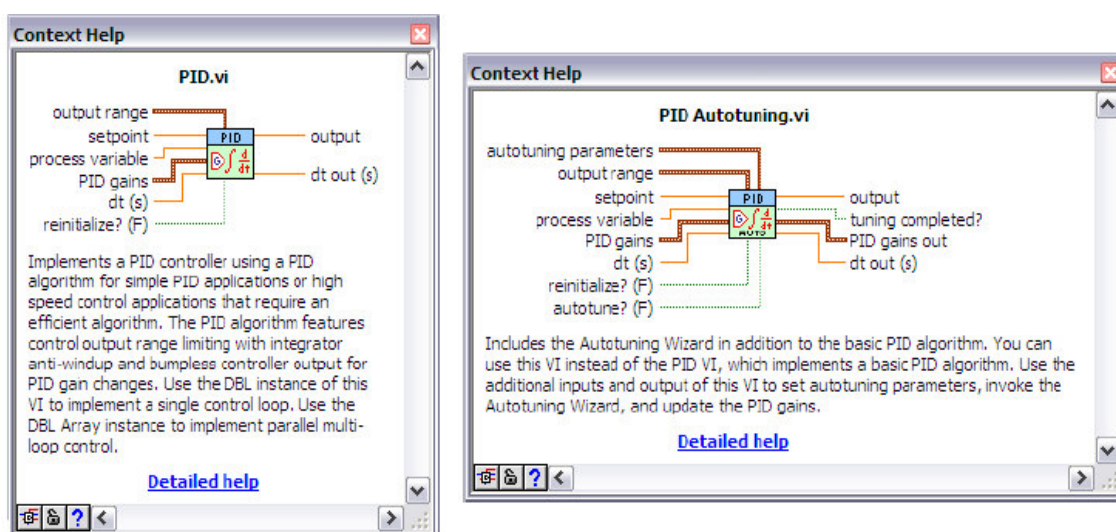 Context Help
PID.vi
output range
setpoint
process variable
PID gains
dt (s)
reinitialize? (F)
PID
G
d
dt
output
dt out (s)
Implements a PID controller using a PID
algorithm for simple PID applications or high
speed control applications that require an
efficient algorithm. The PID algorithm features
control output range limiting with integrator
anti-windup and bumpless controller output for
PID gain changes. Use the DBL instance of this
VI to implement a single control loop. Use the
DBL Array instance to implement parallel multi-
loop control.
Detailed help
?
Context Help
PID Autotuning.vi
autotuning parameters
output range
setpoint
process variable
PID gains
dt (s)
reinitialize? (F)
autotune? (F)
PID
G
d
dt
AUTO
output
tuning completed?
PID gains out
dt out (s)
Includes the Autotuning Wizard in addition to the basic PID algorithm. You can
use this VI instead of the PID VI, which implements a basic PID algorithm. Use the
additional inputs and output of this VI to set autotuning parameters, invoke the
Autotuning Wizard, and update the PID gains.
Detailed help
?